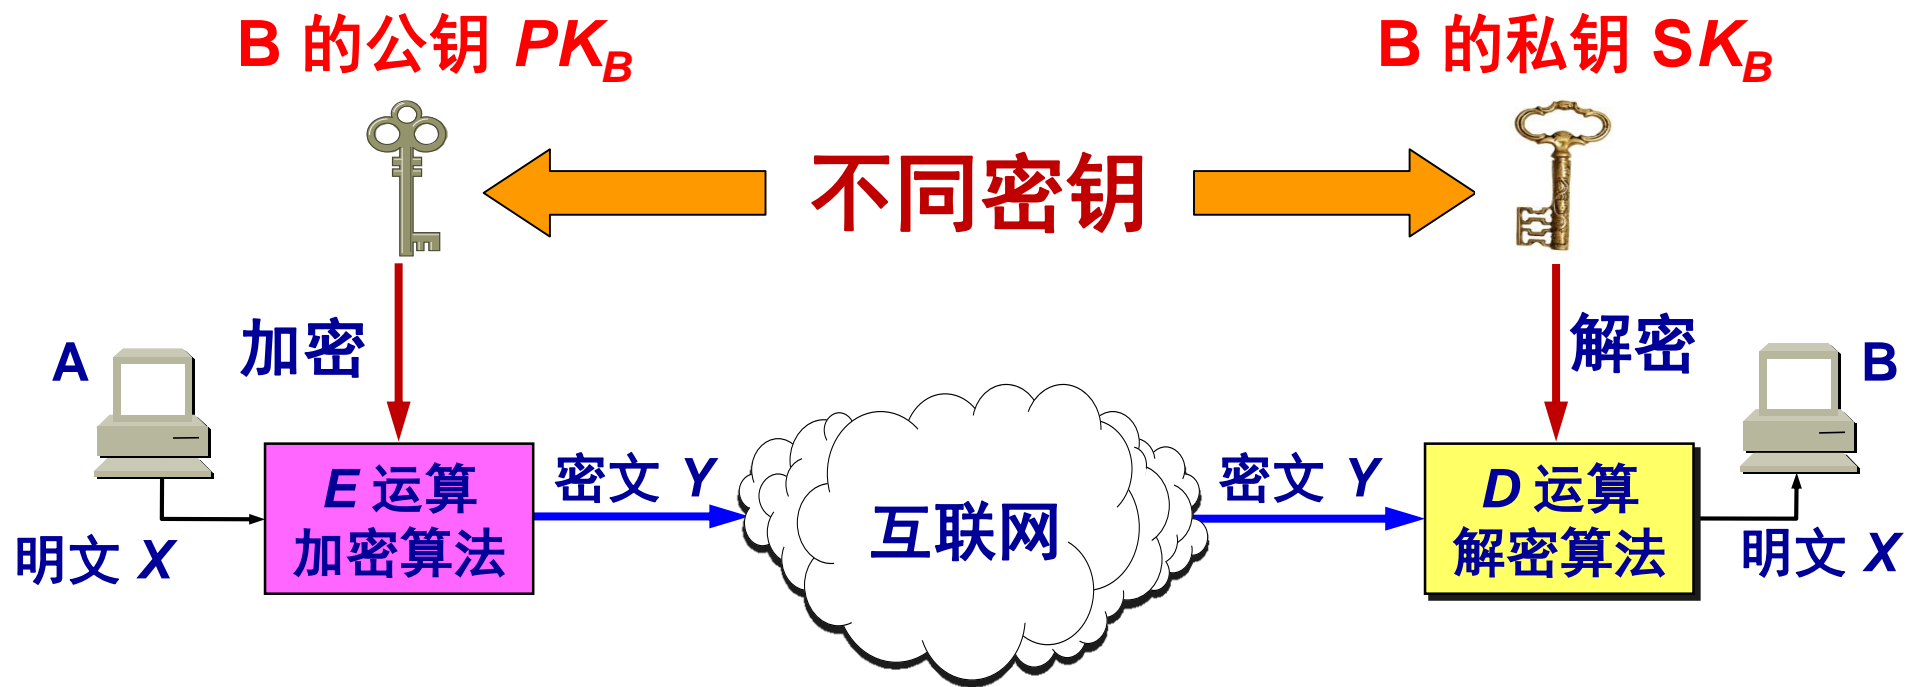 B 的公钥 PKB
B 的私钥 SKB
不同密钥
加密
解密
A
B
E 运算
加密算法
密文 Y
互联网
密文 Y
D 运算
解密算法
明文 X
明文 X